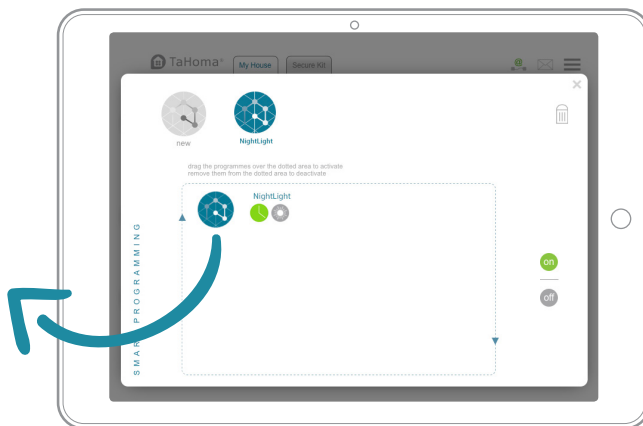 TaHoma®
My House
Secure Kit
new
NightLight
drag the programmes over the dotted area to activate
remove them from the dotted area to deactivate
NightLight
SMART PROGRAMMING
on
off